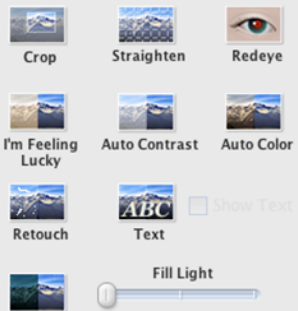 Crop
Straighten
Redeye
I'm Feeling
Lucky
Auto Contrast
Auto Color
ABC
Show Text
Retouch
Text
Fill Light